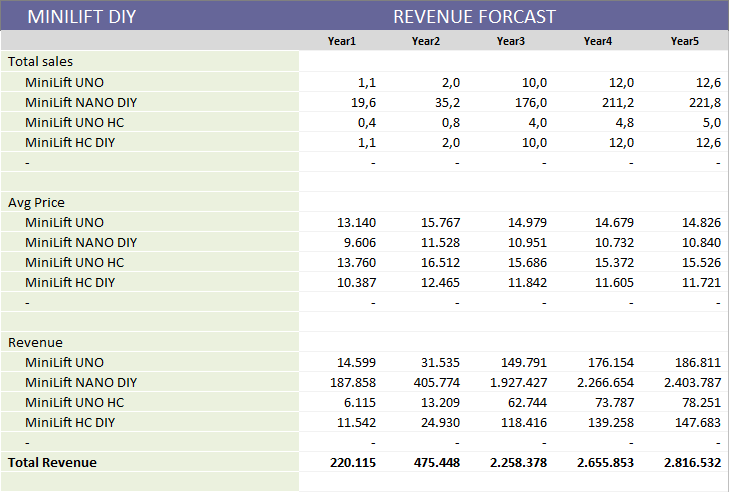 MINILIFT DIY REVENUE FORCAST
Year1 Year2 Year3 Year4 Year5
Total sales
MiniLift UNO 1,1 2,0 10,0 12,0 12,6
MiniLift NANO DIY 19,6 35,2 176,0 211,2 221,8
MiniLift UNO HC 0,4 0,8 4,0 4,8 5,0
MiniLift HC DIY 1,1 2,0 10,0 12,0 12,6
- - - - - -
Avg Price
MiniLift UNO 13.140 15.767 14.979 14.679 14.826
MiniLift NANO DIY 9.606 11.528 10.951 10.732 10.840
MiniLift UNO HC 13.760 16.512 15.686 15.372 15.526
MiniLift HC DIY 10.387 12.465 11.842 11.605 11.721
- - - - - -
Revenue
MiniLift UNO 14.599 31.535 149.791 176.154 186.811
MiniLift NANO DIY 187.858 405.774 1.927.427 2.266.654 2.403.787
MiniLift UNO HC 6.115 13.209 62.744 73.787 78.251
MiniLift HC DIY 11.542 24.930 118.416 139.258 147.683
- - - - - -
Total Revenue 220.115 475.448 2.258.378 2.655.853 2.816.532